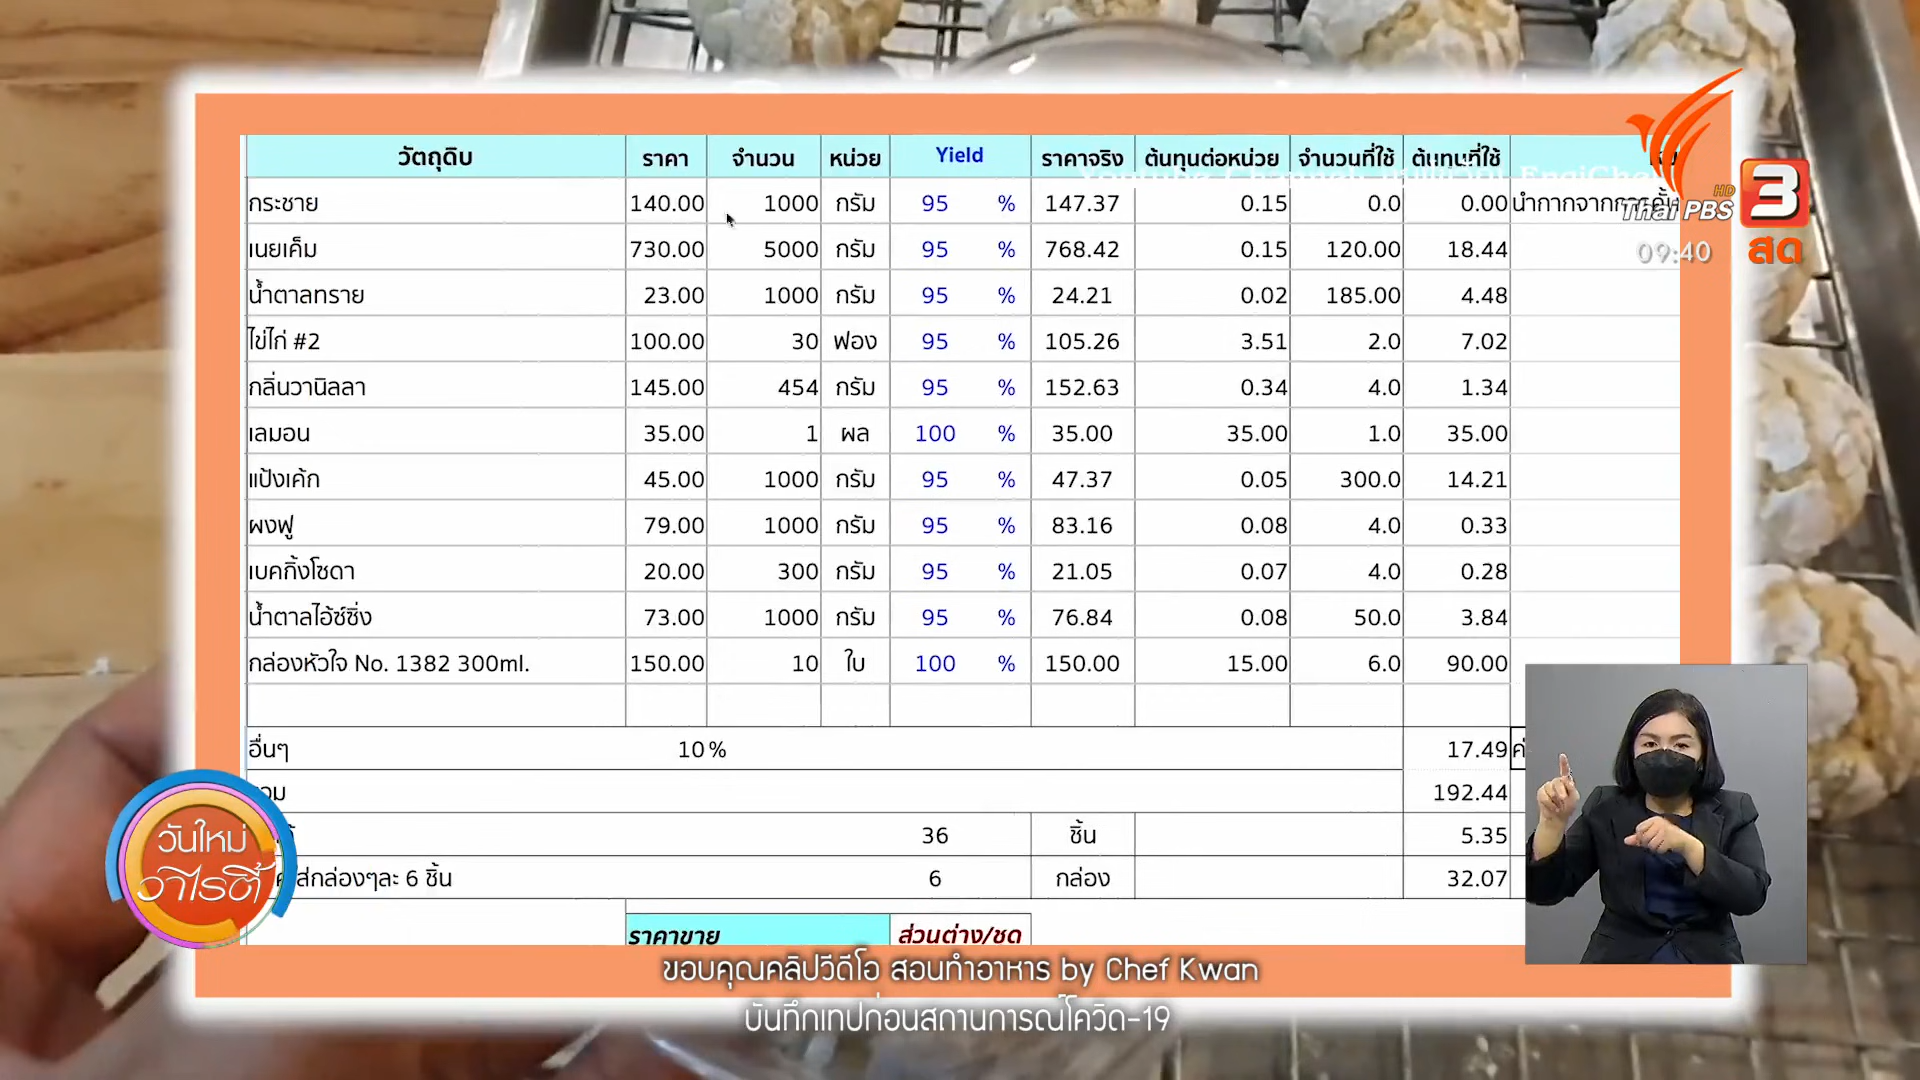 วัตถุดิบ ราคา จำนวน หน่วย Yield ราคาจริง ต้นทุนต่อหน่วย จำนวนที่ใช้ ต้นทุนที่ใช้
Youtube Channel:
กระชาย 140.00 1000 กรัม 95 % 147.37 0.15 0.0 0.00 นำกากจากการคั้น
HD
Thai PBS
3
09:40 สด
เนยเค็ม 730.00 5000 กรัม 95 % 768.42 0.15 120.00 18.44
น้ำตาลทราย 23.00 1000 กรัม 95 % 24.21 0.02 185.00 4.48
ไข่ไก่ #2 100.00 30 ฟอง 95 % 105.26 3.51 2.0 7.02
กลิ่นวานิลลา 145.00 454 กรัม 95 % 152.63 0.34 4.0 1.34
เลมอน 35.00 1 ผล 100 % 35.00 35.00 1.0 35.00
แป้งเค้ก 45.00 1000 กรัม 95 % 47.37 0.05 300.0 14.21
ผงฟู 79.00 1000 กรัม 95 % 83.16 0.08 4.0 0.33
เบคกิ้งโซดา 20.00 300 กรัม 95 % 21.05 0.07 4.0 0.28
น้ำตาลไอ้ซ์ซิ่ง 73.00 1000 กรัม 95 % 76.84 0.08 50.0 3.84
กล่องหัวใจ No. 1382 300ml. 150.00 10 ใบ 100 % 150.00 15.00 6.0 90.00
อื่นๆ 10% 17.49
192.44
36 ชิ้น 5.35
ส่กล่องๆละ 6 ชิ้น 6 กล่อง 32.07
ราคาขาย ส่วนต่าง/ชุด
วันใหม่
วาไรตี้
ขอบคุณคลิปวีดีโอ สอนทำอาหาร by Chef Kwan
บันทึกเทปก่อนสถานการณ์โควิด-19